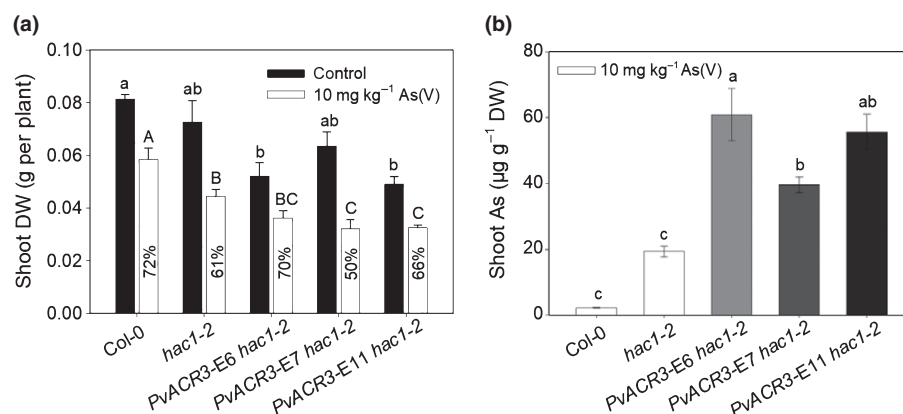 (a)
Shoot DW (g per plant)
0.10
0.08
0.06
0.04
0.02
0.00
Control
10 mg kg⁻¹ As(V)
a
A
72%
ab
B
61%
b
BC
70%
ab
C
50%
b
C
66%
Col-0
hac1-2
PvACR3-E6 hac1-2
PvACR3-E7 hac1-2
PvACR3-E11 hac1-2
(b)
Shoot As (µg g⁻¹ DW)
80
60
40
20
0
10 mg kg⁻¹ As(V)
c
c
a
b
ab
Col-0
hac1-2
PvACR3-E6 hac1-2
PvACR3-E7 hac1-2
PvACR3-E11 hac1-2